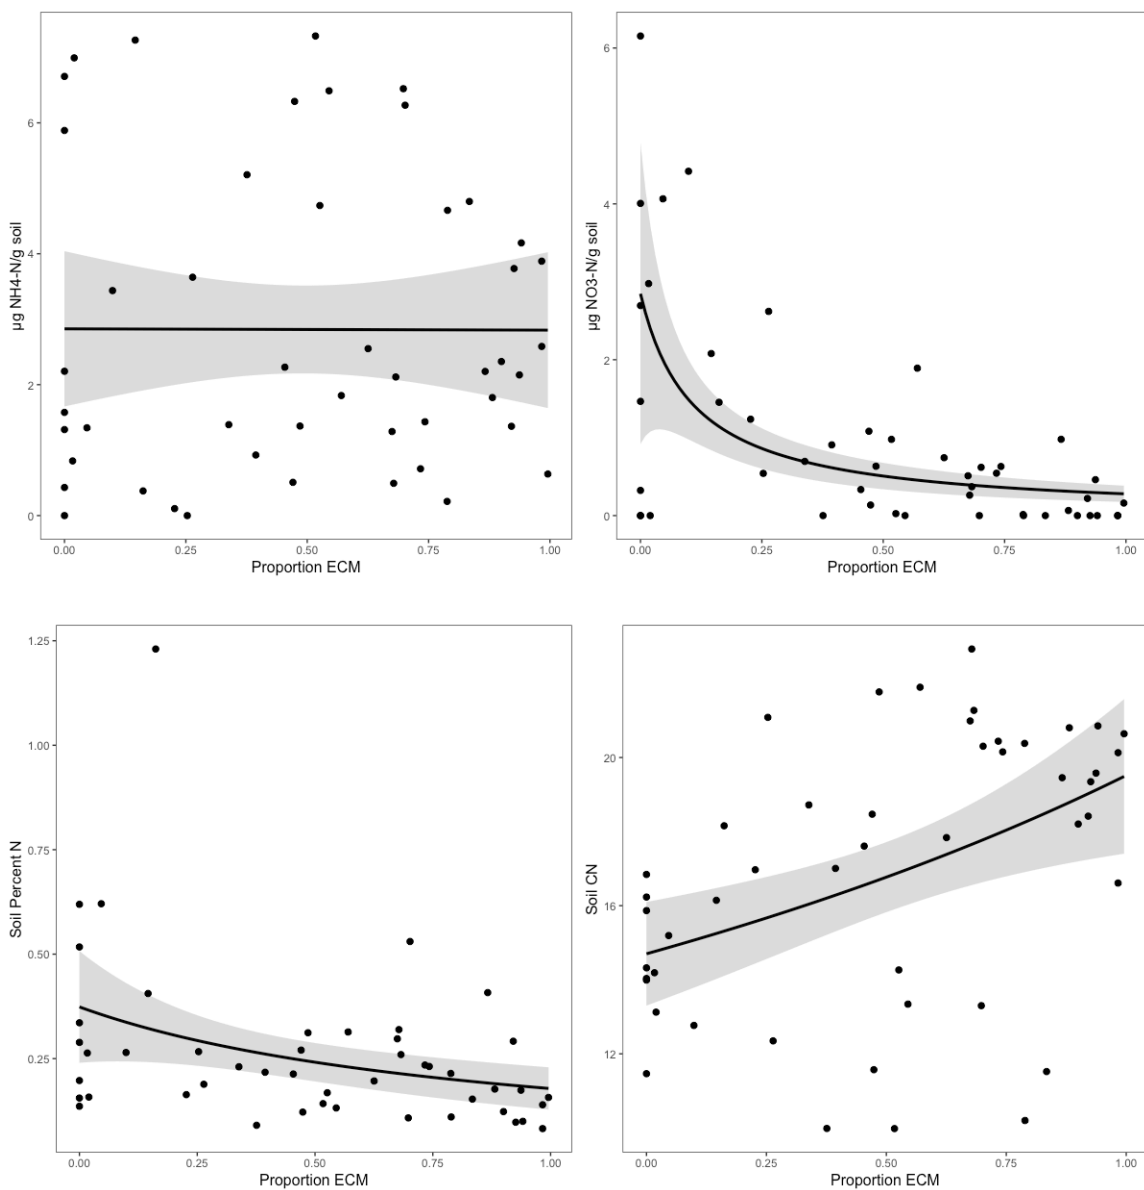 µg NH4-N/g soil
6
4
2
0
0.00 0.25 0.50 0.75 1.00
Proportion ECM
µg NO3-N/g soil
6
4
2
0
0.00 0.25 0.50 0.75 1.00
Proportion ECM
Soil Percent N
1.25
1.00
0.75
0.50
0.25
0.00 0.25 0.50 0.75 1.00
Proportion ECM
Soil CN
20
16
12
0.00 0.25 0.50 0.75 1.00
Proportion ECM